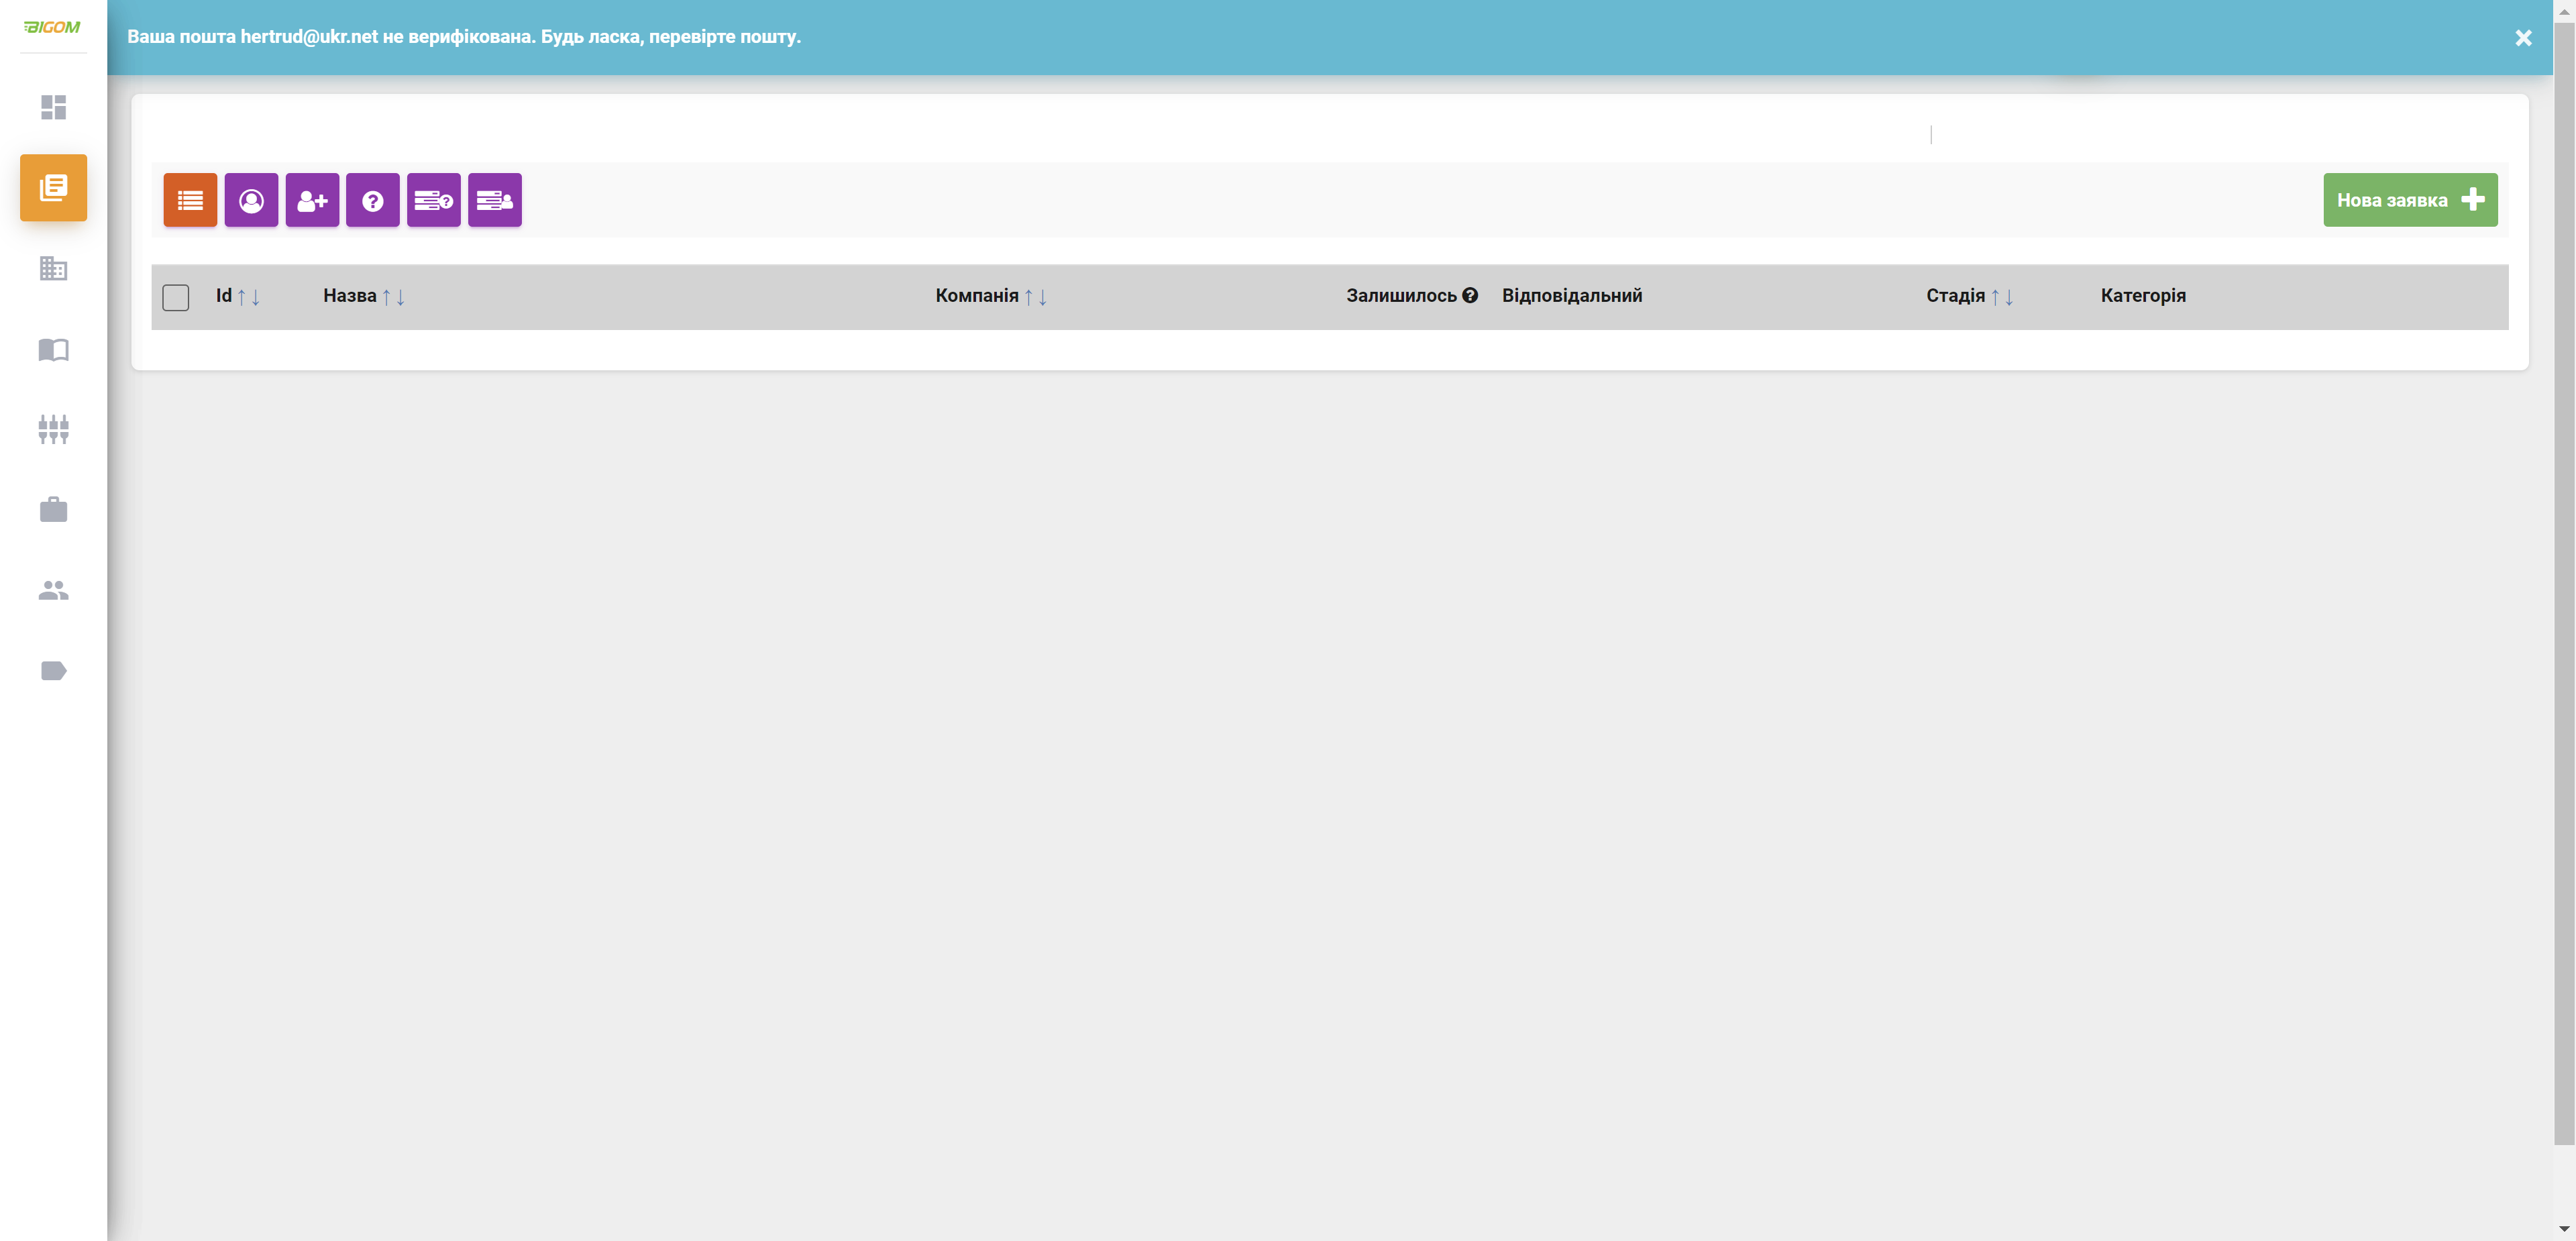 BIGOM
Ваша пошта hertrud@ukr.net не верифікована. Будь ласка, перевірте пошту.
Нова заявка
Id ↑↓ Назва ↑↓ Компанія ↑↓ Залишилось Відповідальний Стадія ↑↓ Категорія